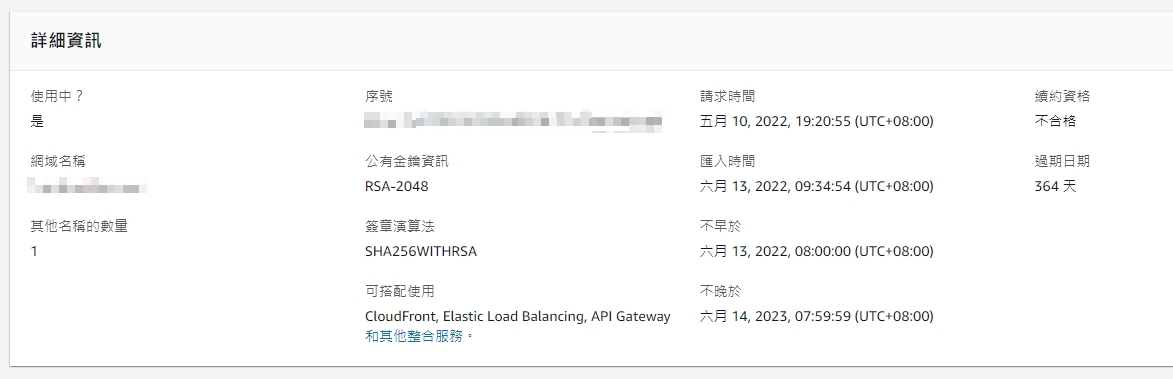 詳細資訊
使用中？
是
網域名稱
其他名稱的數量
1
序號
公有金鑰資訊
RSA-2048
簽章演算法
SHA256WITHRSA
可搭配使用
CloudFront, Elastic Load Balancing, API Gateway
和其他整合服務。
請求時間
五月 10, 2022, 19:20:55 (UTC+08:00)
匯入時間
六月 13, 2022, 09:34:54 (UTC+08:00)
不早於
六月 13, 2022, 08:00:00 (UTC+08:00)
不晚於
六月 14, 2023, 07:59:59 (UTC+08:00)
續約資格
不合格
過期日期
364 天